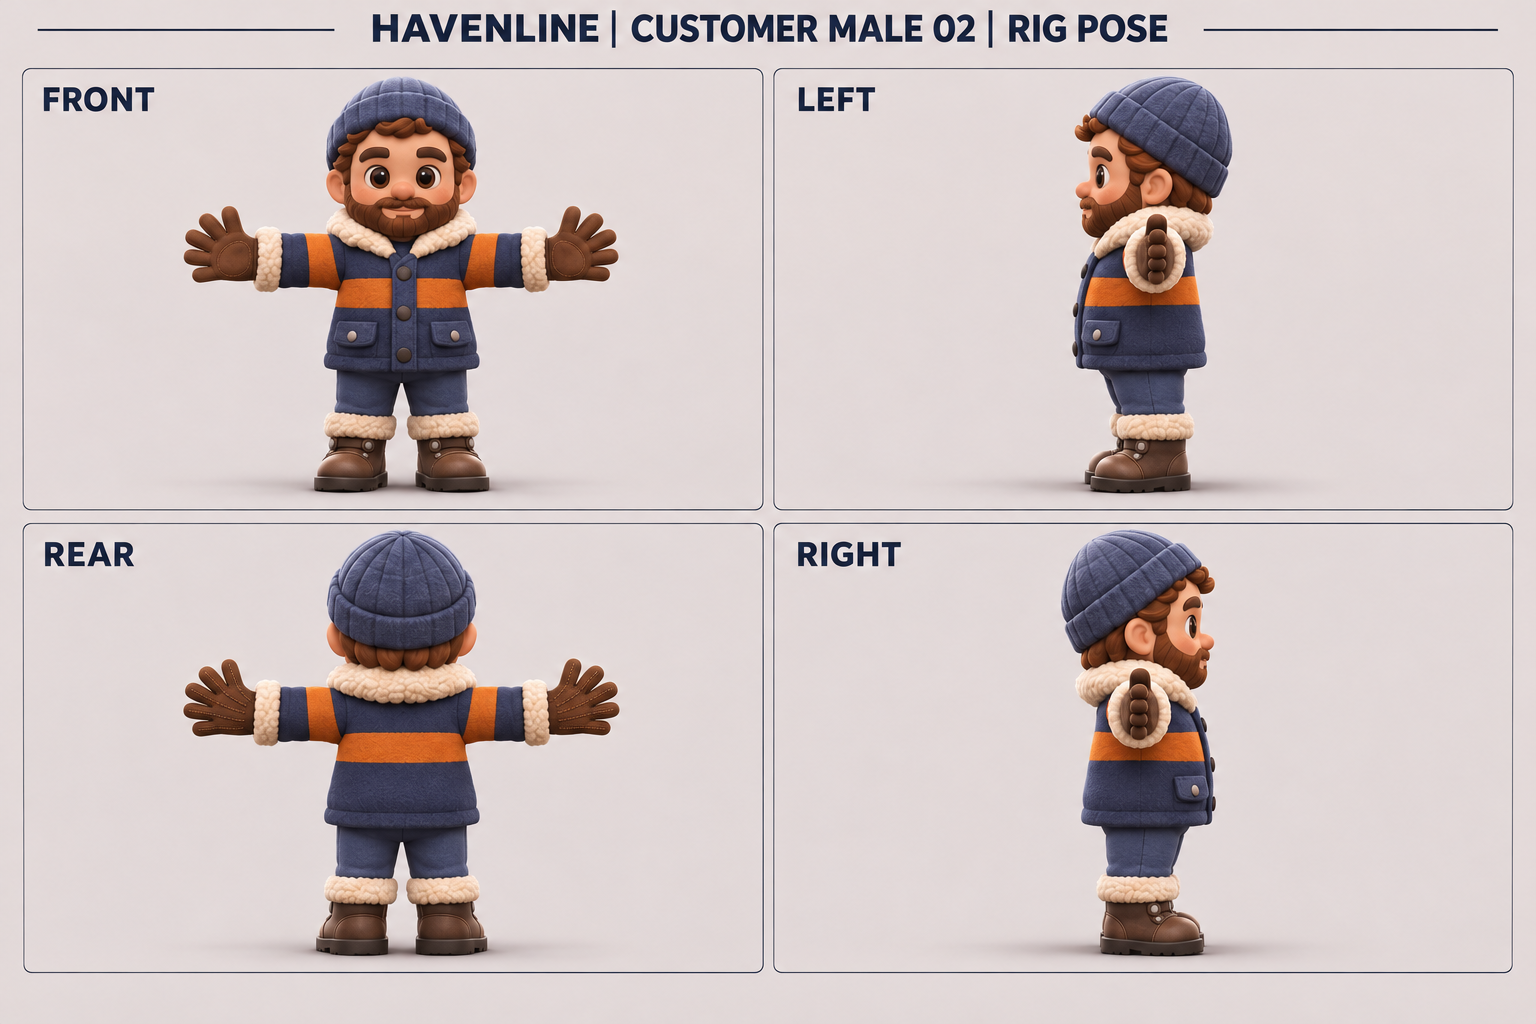 HAVENLINE | CUSTOMER MALE 02 | RIG POSE
FRONT
LEFT
REAR
RIGHT